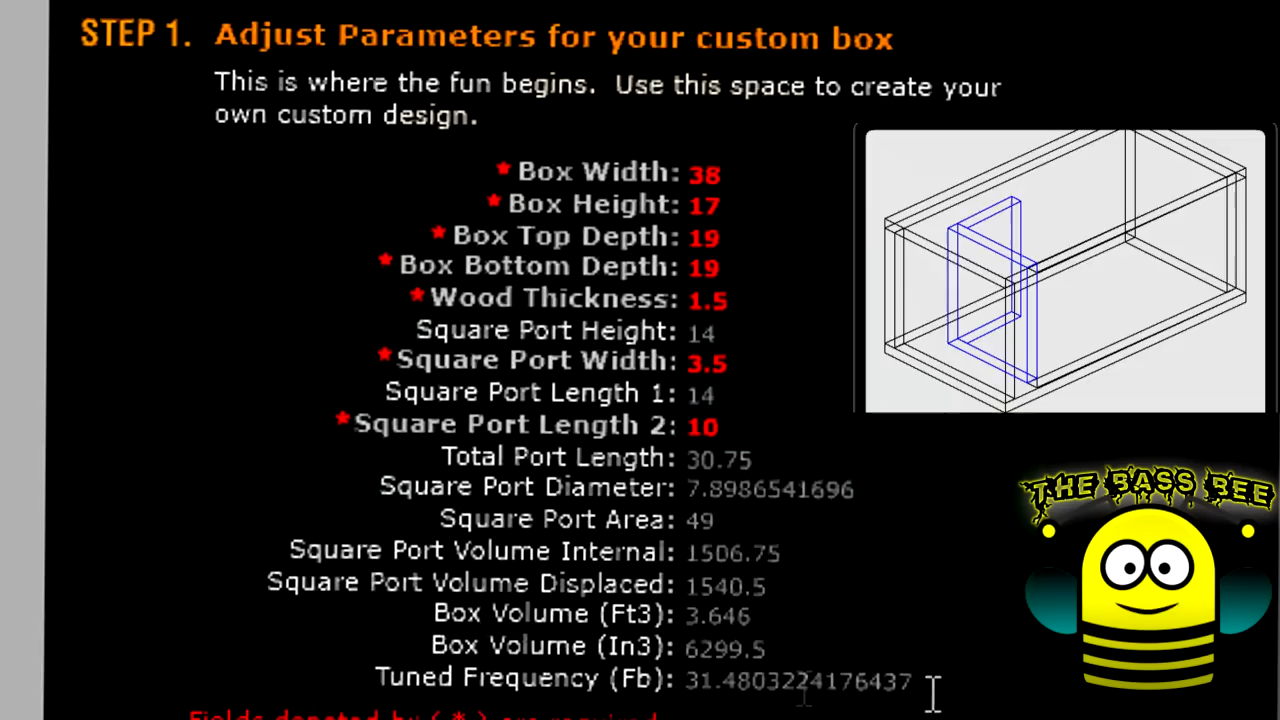 STEP 1. Adjust Parameters for your custom box
This is where the fun begins. Use this space to create your
own custom design.
* Box Width: 38
* Box Height: 17
* Box Top Depth: 19
* Box Bottom Depth: 19
* Wood Thickness: 1.5
Square Port Height: 14
* Square Port Width: 3.5
Square Port Length 1: 14
* Square Port Length 2: 10
Total Port Length: 30.75
Square Port Diameter: 7.8986541696
Square Port Area: 49
Square Port Volume Internal: 1506.75
Square Port Volume Displaced: 1540.5
Box Volume (Ft3): 3.646
Box Volume (In3): 6299.5
Tuned Frequency (Fb): 31.4803224176437
Fields denoted by ( * ) are required
THE BASS BEE